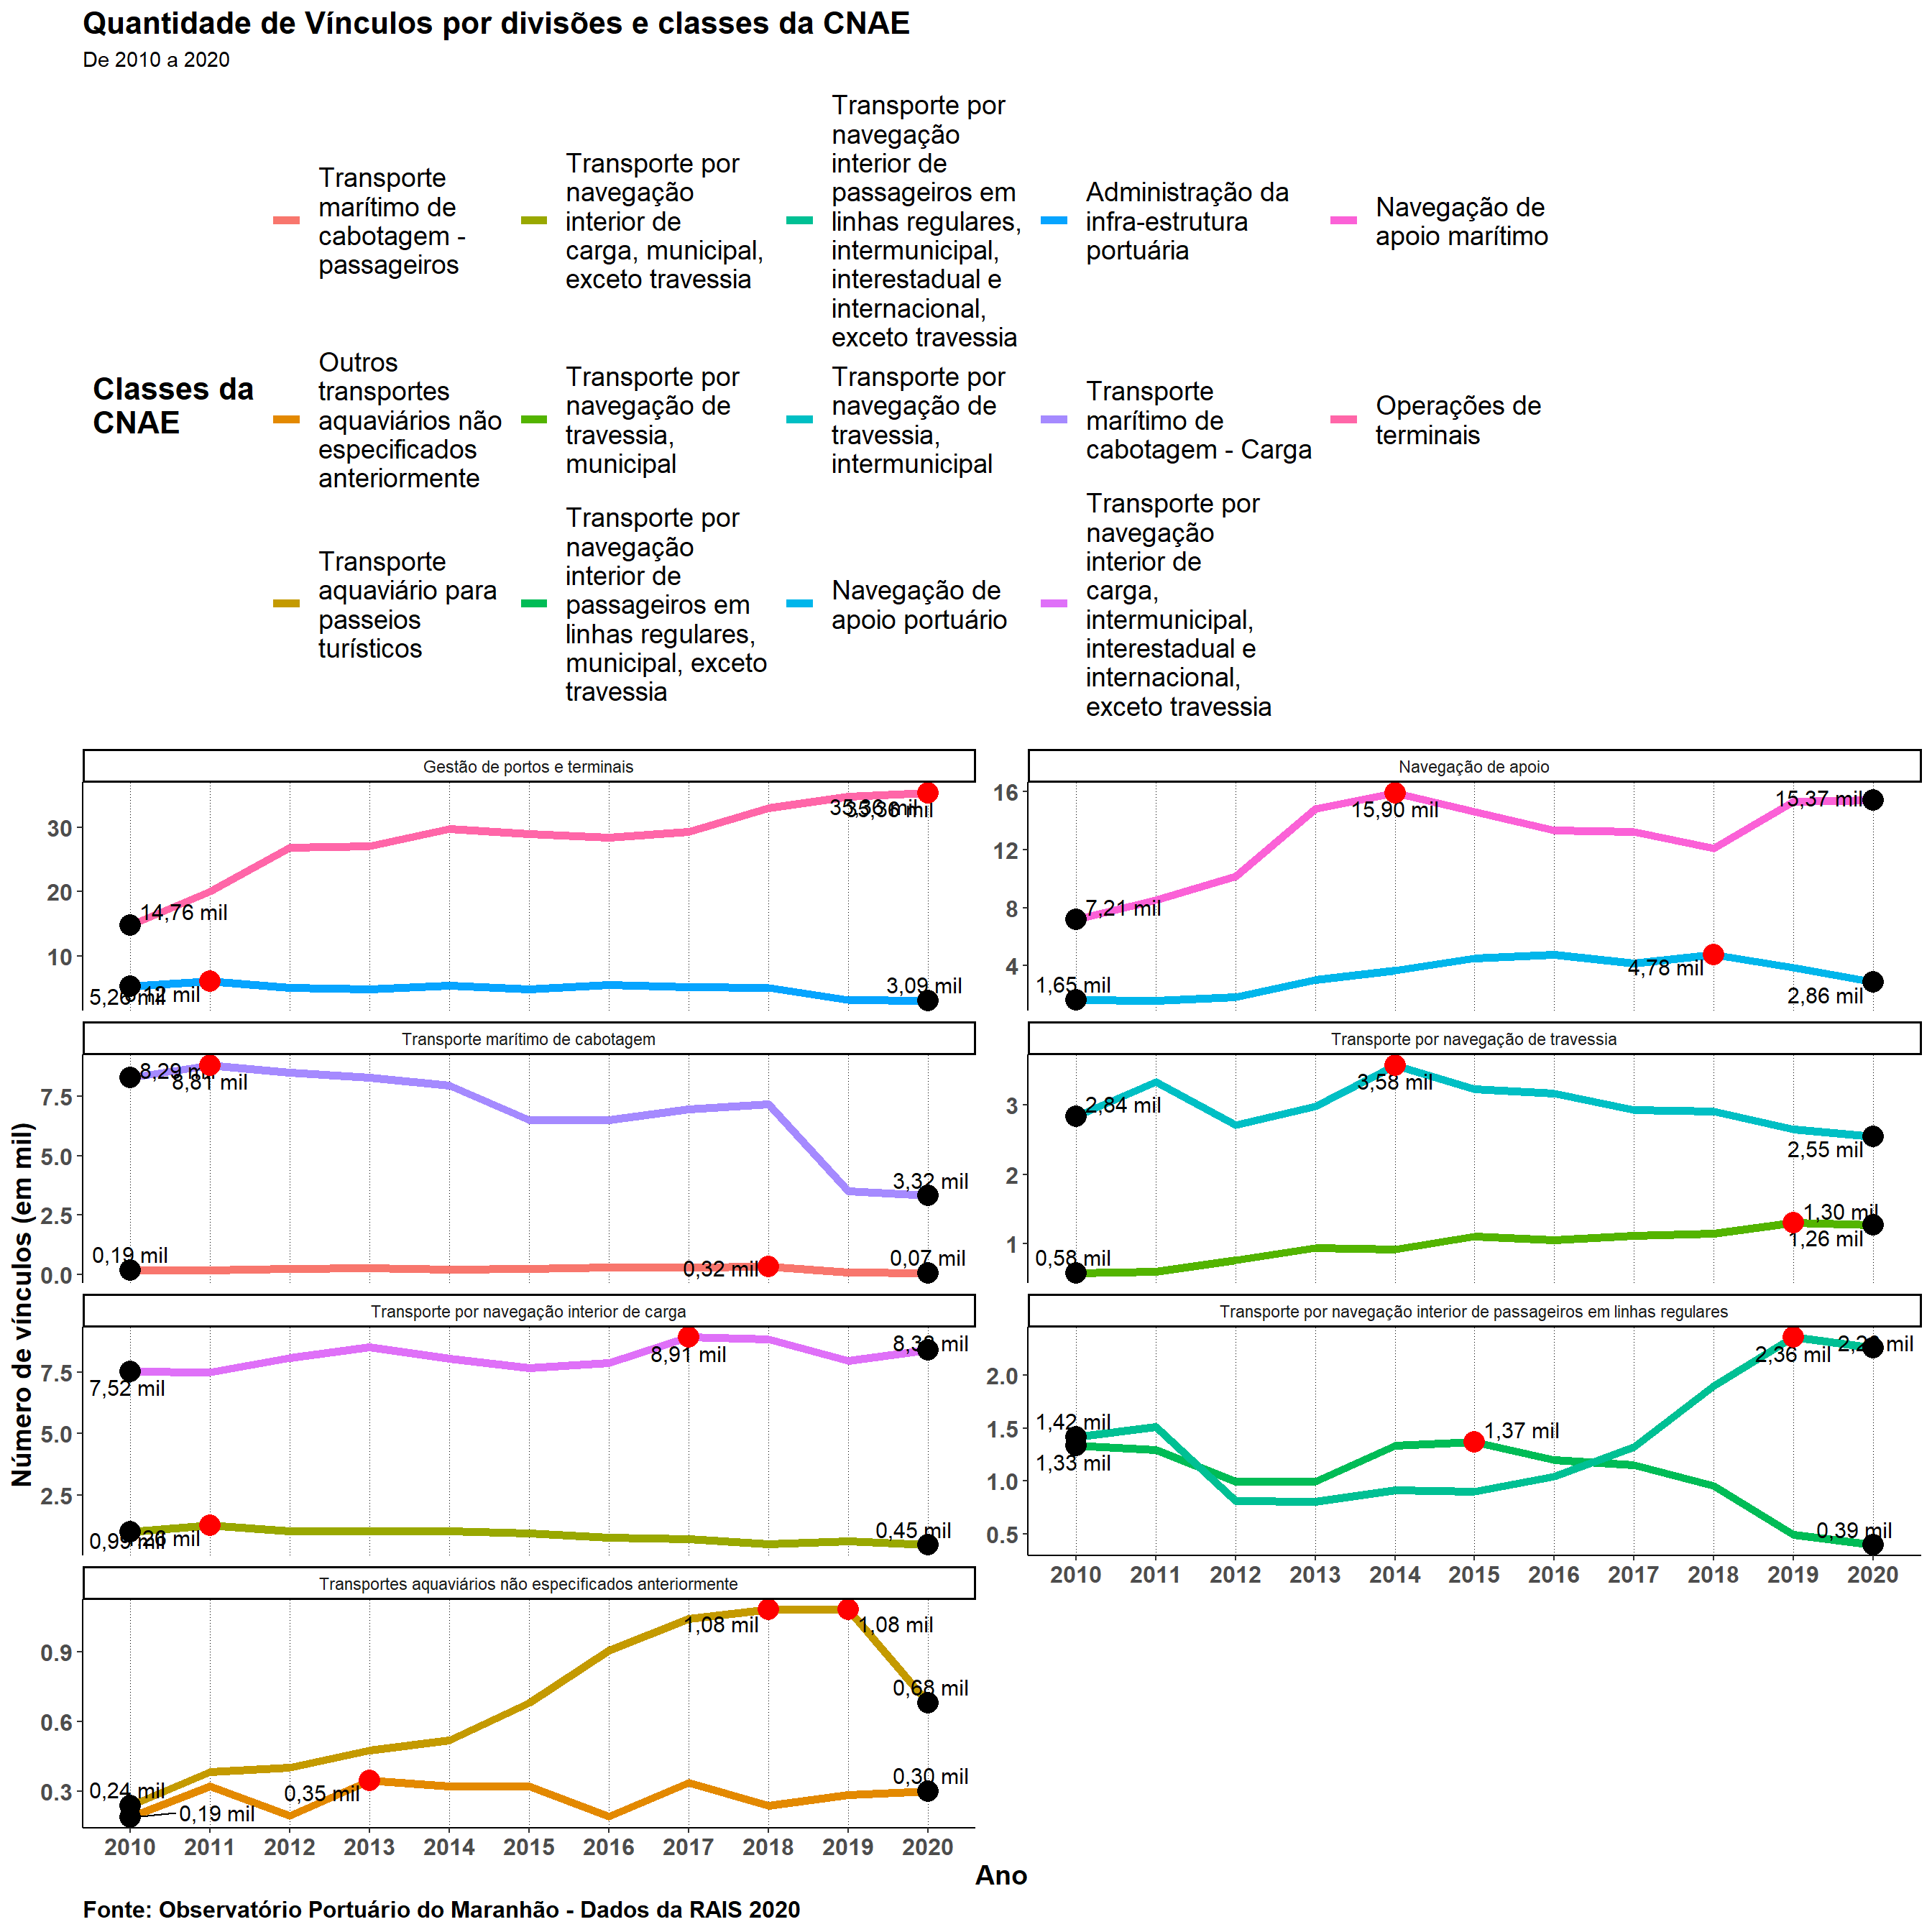 Quantidade de Vínculos por divisões e classes da CNAE
De 2010 a 2020
Classes da
CNAE
Transporte
marítimo de
cabotagem -
passageiros
Outros
transportes
aquaviários não
especificados
anteriormente
Transporte
aquaviário para
passeios
turísticos
Transporte por
navegação
interior de
carga, municipal,
exceto travessia
Transporte por
navegação de
travessia,
municipal
Transporte por
navegação
interior de
passageiros em
linhas regulares,
municipal, exceto
travessia
Transporte por
navegação
interior de
passageiros em
linhas regulares,
intermunicipal,
interestadual e
internacional,
exceto travessia
Transporte por
navegação de
travessia,
intermunicipal
Navegação de
apoio portuário
Administração da
infra-estrutura
portuária
Transporte
marítimo de
cabotagem - Carga
Transporte por
navegação
interior de
carga,
intermunicipal,
interestadual e
internacional,
exceto travessia
Navegação de
apoio marítimo
Operações de
terminais
Número de vínculos (em mil)
Gestão de portos e terminais
30
20
10
14,76 mil
35,36 mil
35,36 mil
5,26 mil
3,09 mil
Navegação de apoio
16
12
8
4
7,21 mil
15,90 mil
15,37 mil
1,65 mil
4,78 mil
2,86 mil
Transporte marítimo de cabotagem
7.5
5.0
2.5
0.0
8,29 mil
8,81 mil
3,32 mil
0,19 mil
0,32 mil
0,07 mil
Transporte por navegação de travessia
3
2
1
2,84 mil
3,58 mil
2,55 mil
0,58 mil
1,30 mil
1,26 mil
Transporte por navegação interior de carga
7.5
5.0
2.5
7,52 mil
8,91 mil
mil
mil
0,45 mil
Transporte por navegação interior de passageiros em linhas regulares
2.0
1.5
1.0
0.5
1,42 mil
1,33 mil
1,37 mil
2,36 mil
mil
0,39 mil
2010 2011 2012 2013 2014 2015 2016 2017 2018 2019 2020
Transportes aquaviários não especificados anteriormente
0.9
0.6
0.3
0,24 mil
0,19 mil
0,35 mil
1,08 mil
1,08 mil
0,68 mil
0,30 mil
2010 2011 2012 2013 2014 2015 2016 2017 2018 2019 2020
Ano
Fonte: Observatório Portuário do Maranhão - Dados da RAIS 2020